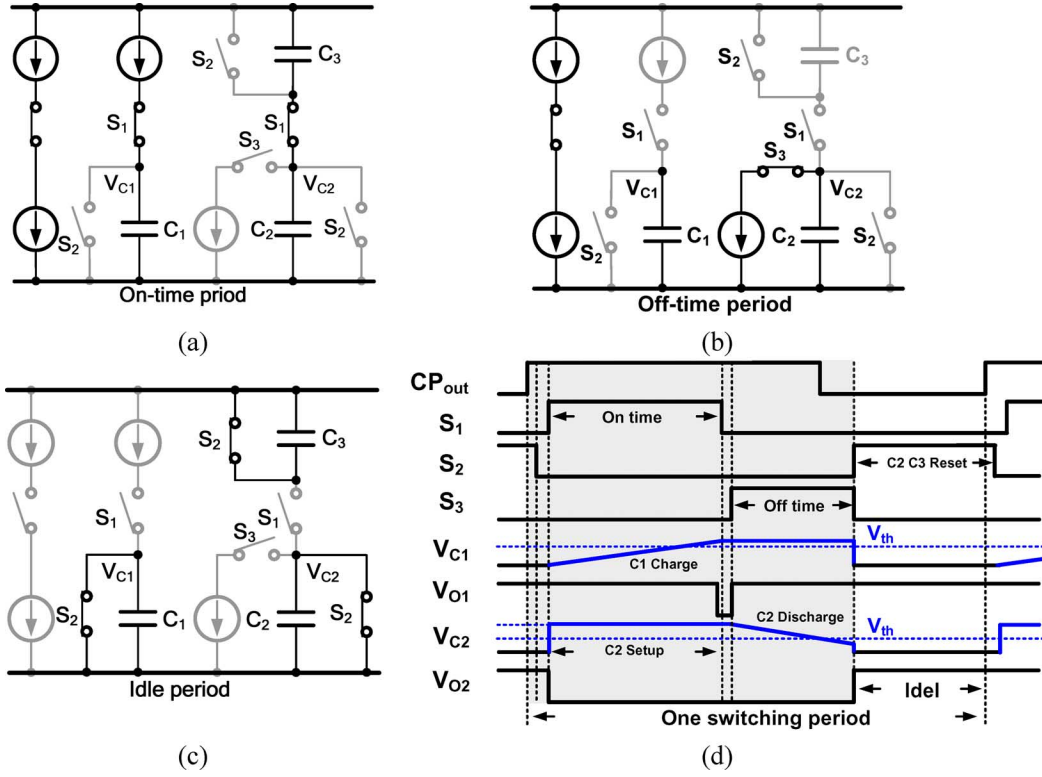 S2
C3
S1
S1
S3
VC1
VC2
S2
C1
C2
S2
On-time priod
(a)
S2
C3
S1
S1
S3
VC1
VC2
S2
C1
C2
S2
Off-time period
(b)
S2
C3
S1
S1
S3
VC1
VC2
S2
C1
C2
S2
Idle period
(c)
CPout
S1
On time
S2
C2 C3 Reset
S3
Off time
VC1
Vth
C1 Charge
VO1
C2 Discharge
VC2
Vth
C2 Setup
VO2
Idel
One switching period
(d)